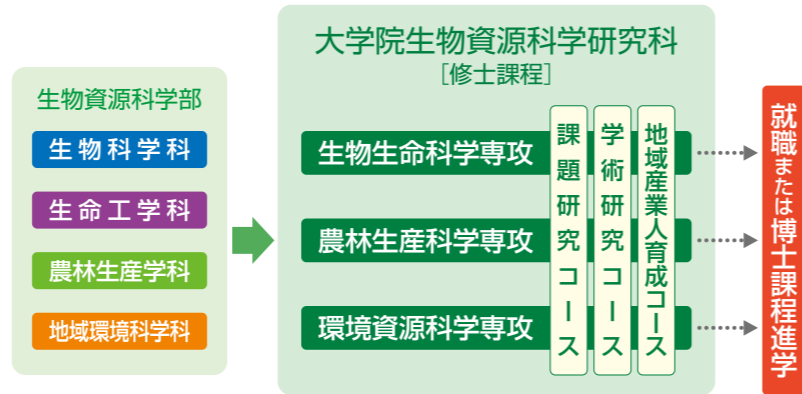 生物資源科学部
生物科学科
生命工学科
農林生産学科
地域環境科学科
大学院生物資源科学研究科
［修士課程］
生物生命科学専攻
農林生産科学専攻
環境資源科学専攻
課題研究コース
学術研究コース
地域産業人育成コース
就職または博士課程進学